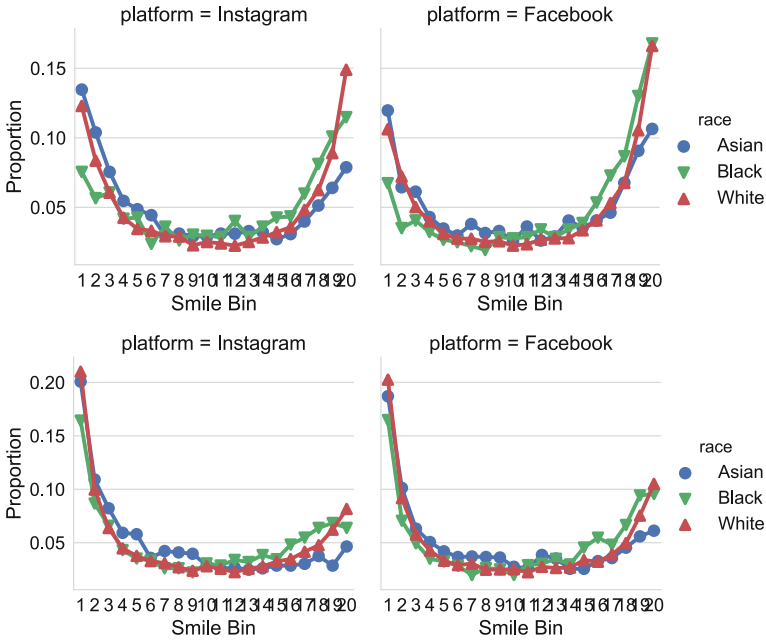 platform = Instagram
platform = Facebook
Proportion
0.15
0.10
0.05
1 2 3 4 5 6 7 8 9 10 11 12 13 14 15 16 17 18 19 20
1 2 3 4 5 6 7 8 9 10 11 12 13 14 15 16 17 18 19 20
Smile Bin
Smile Bin
race
Asian
Black
White
platform = Instagram
platform = Facebook
Proportion
0.20
0.15
0.10
0.05
1 2 3 4 5 6 7 8 9 10 11 12 13 14 15 16 17 18 19 20
1 2 3 4 5 6 7 8 9 10 11 12 13 14 15 16 17 18 19 20
Smile Bin
Smile Bin
race
Asian
Black
White